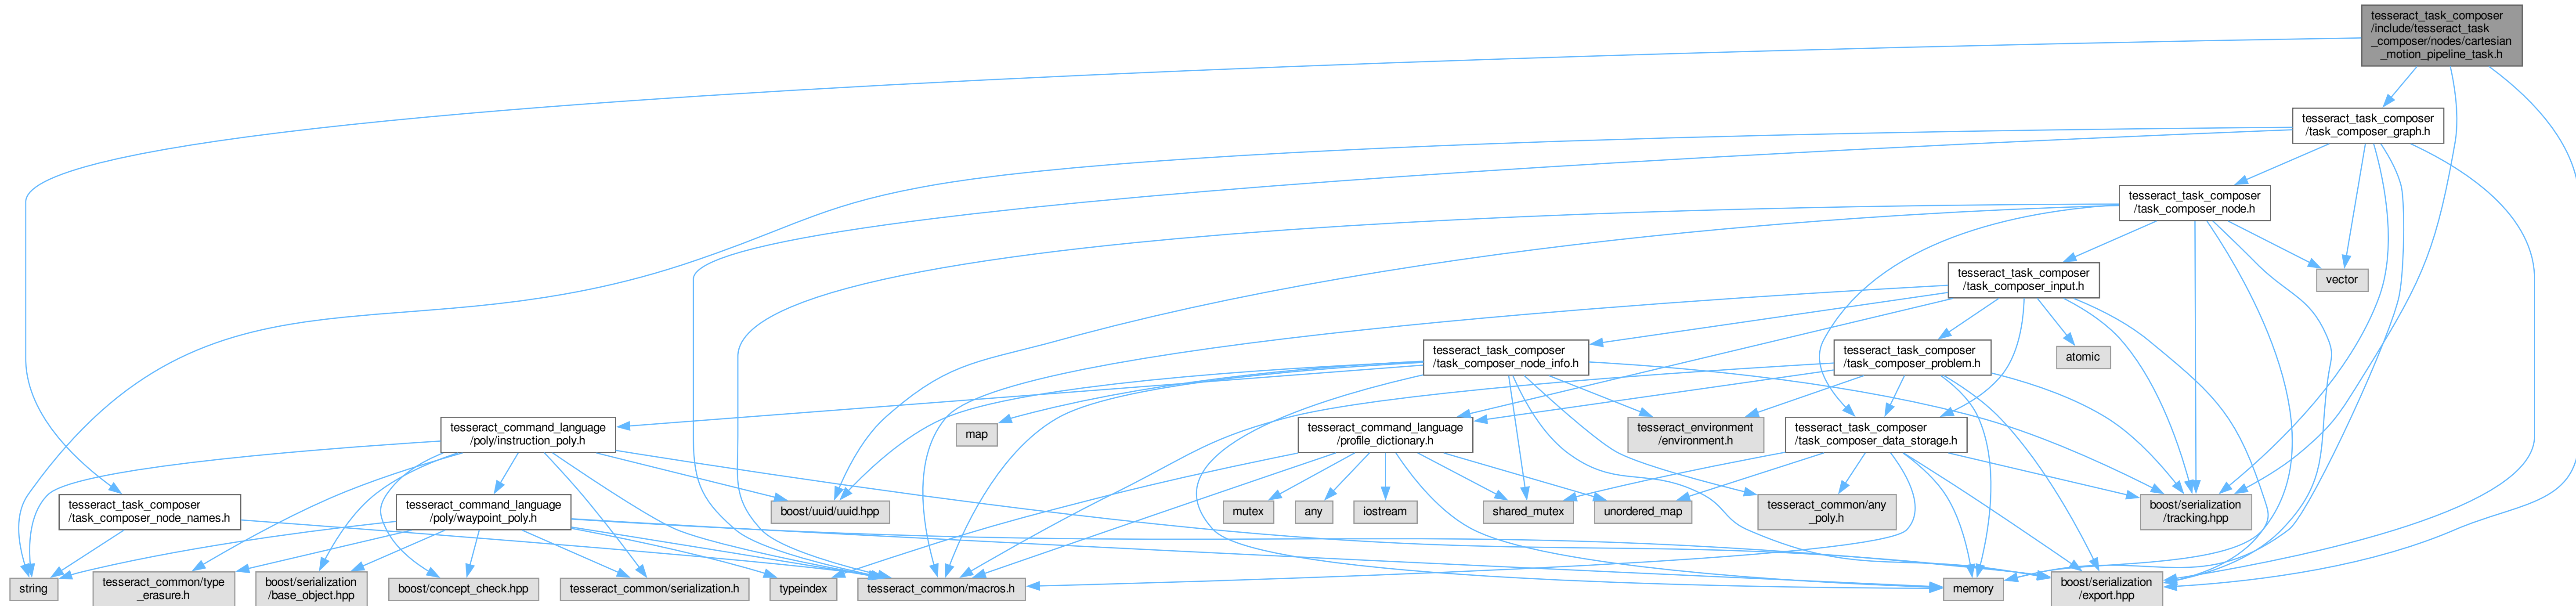 tesseract_task_composer
/include/tesseract_task
_composer/nodes/cartesian
_motion_pipeline_task.h
tesseract_task_composer
/task_composer_graph.h
tesseract_task_composer
/task_composer_node.h
tesseract_task_composer
/task_composer_input.h
vector
tesseract_task_composer
/task_composer_node_info.h
tesseract_task_composer
/task_composer_problem.h
atomic
tesseract_command_language
/poly/instruction_poly.h
map
tesseract_command_language
/profile_dictionary.h
tesseract_environment
/environment.h
tesseract_task_composer
/task_composer_data_storage.h
tesseract_task_composer
/task_composer_node_names.h
tesseract_command_language
/poly/waypoint_poly.h
boost/uuid/uuid.hpp
mutex
any
iostream
shared_mutex
unordered_map
tesseract_common/any
_poly.h
boost/serialization
/tracking.hpp
string
tesseract_common/type
_erasure.h
boost/serialization
/base_object.hpp
boost/concept_check.hpp
tesseract_common/serialization.h
typeindex
tesseract_common/macros.h
memory
boost/serialization
/export.hpp